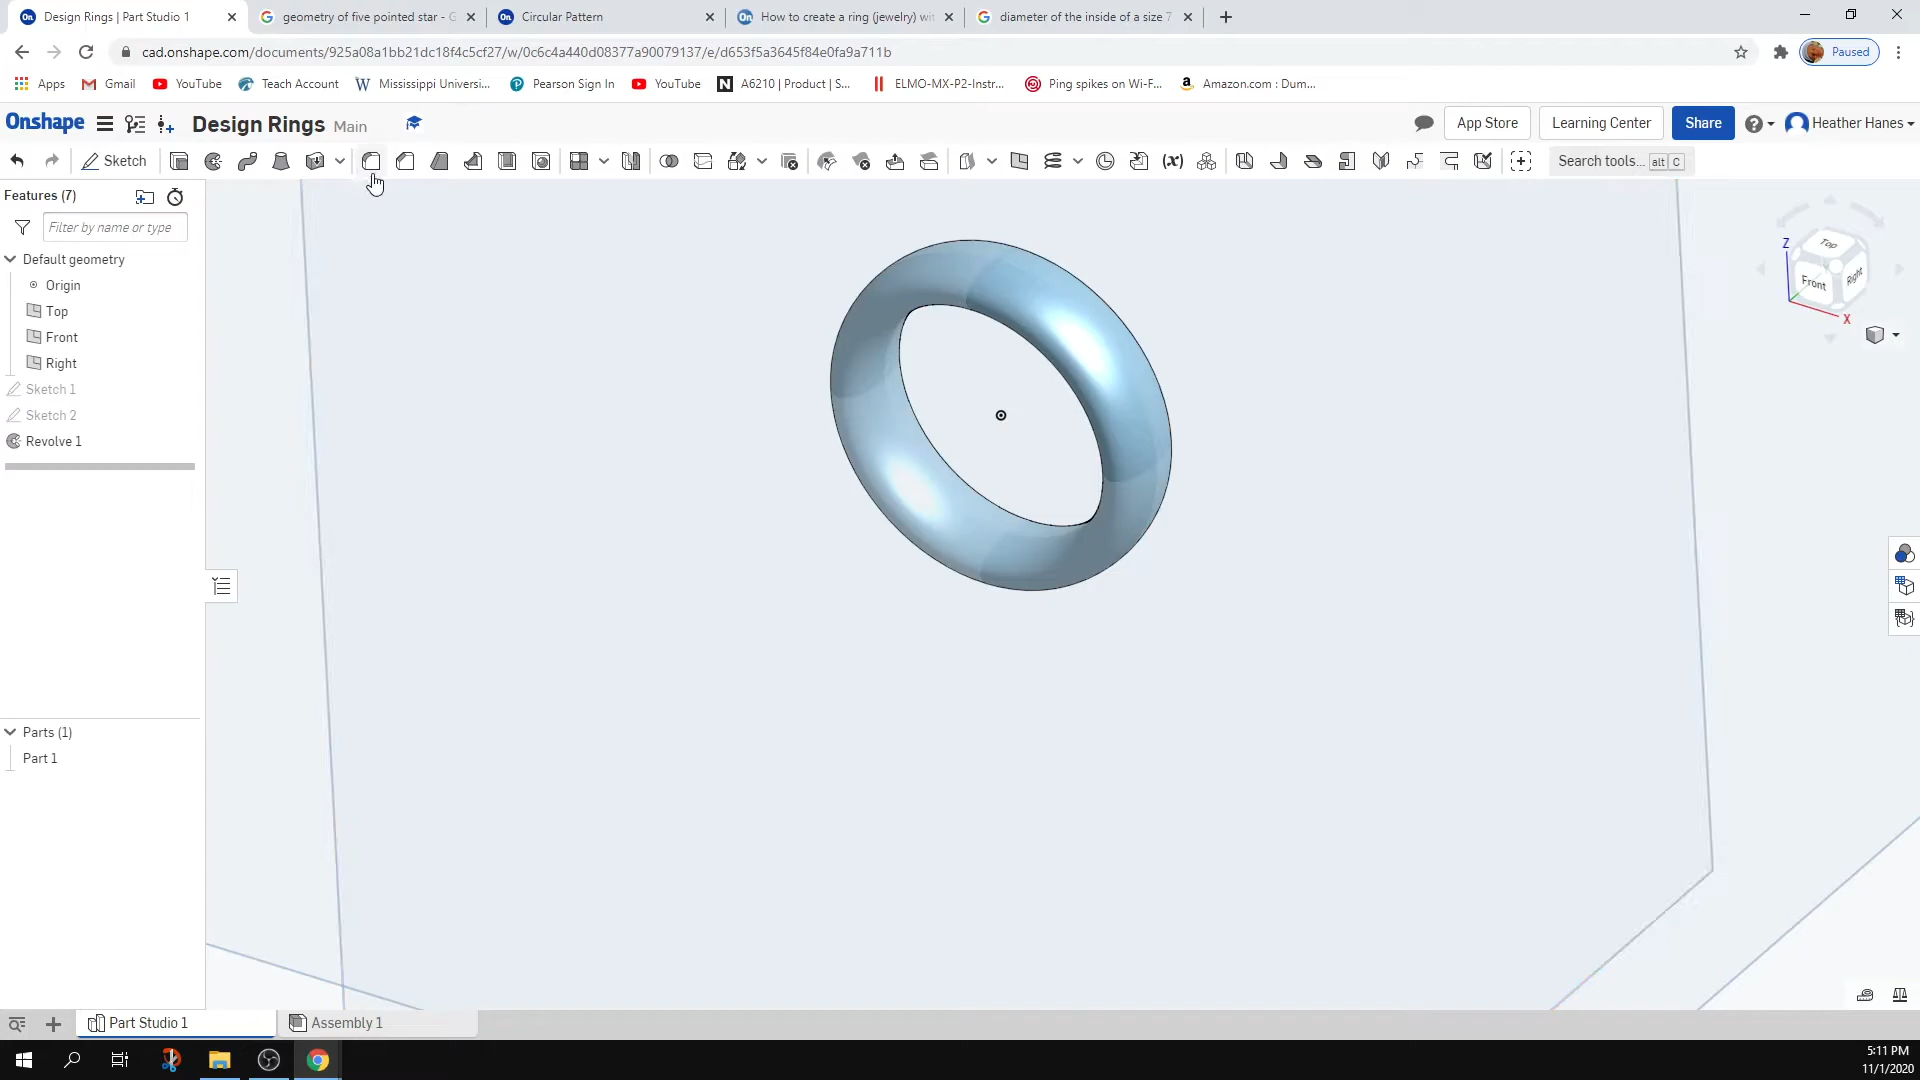 Design Rings | Part Studio 1
geometry of five pointed star - G
Circular Pattern
How to create a ring (jewelry) wit
diameter of the inside of a size 7
cad.onshape.com/documents/925a08a1bb21dc18f4c5cf27/w/0c6c4a440d08377a90079137/e/d653f5a3645f84e0fa9a711b
Paused
Apps
Gmail
YouTube
Teach Account
Mississippi Universi...
Pearson Sign In
YouTube
A6210 | Product | S...
ELMO-MX-P2-Instr...
Ping spikes on Wi-F...
Amazon.com : Dum...
Onshape
Design Rings Main
App Store
Learning Center
Share
Heather Hanes
Sketch
Search tools... alt C
Features (7)
Filter by name or type
Default geometry
Origin
Top
Front
Right
Sketch 1
Sketch 2
Revolve 1
Z
Top
Front
Right
X
Parts (1)
Part 1
Part Studio 1
Assembly 1
5:11 PM
11/1/2020